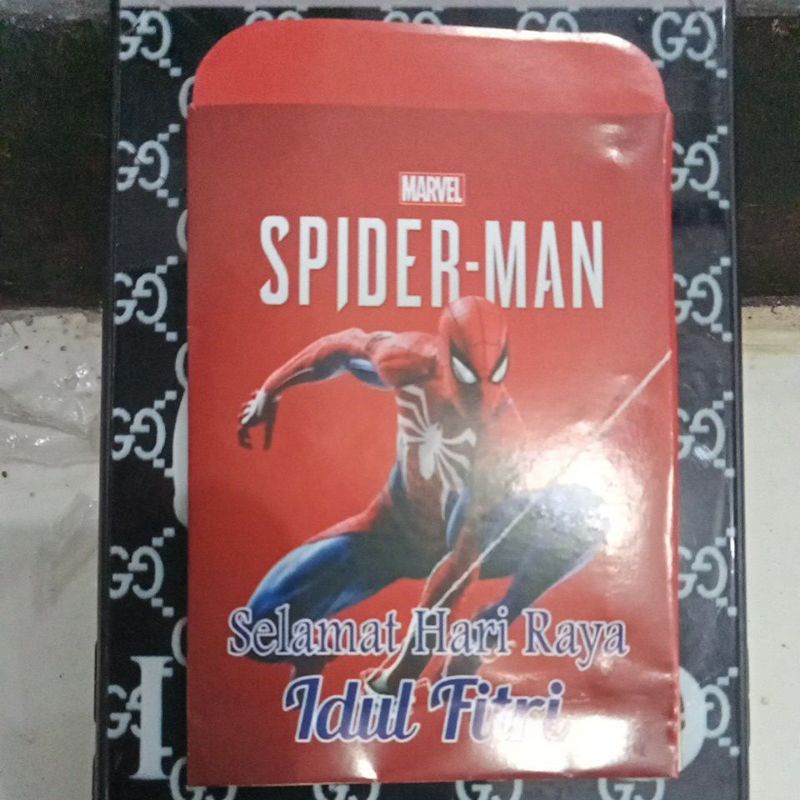 MARVEL
SPIDER-MAN
Selamat Hari Raya
Idul Fitri